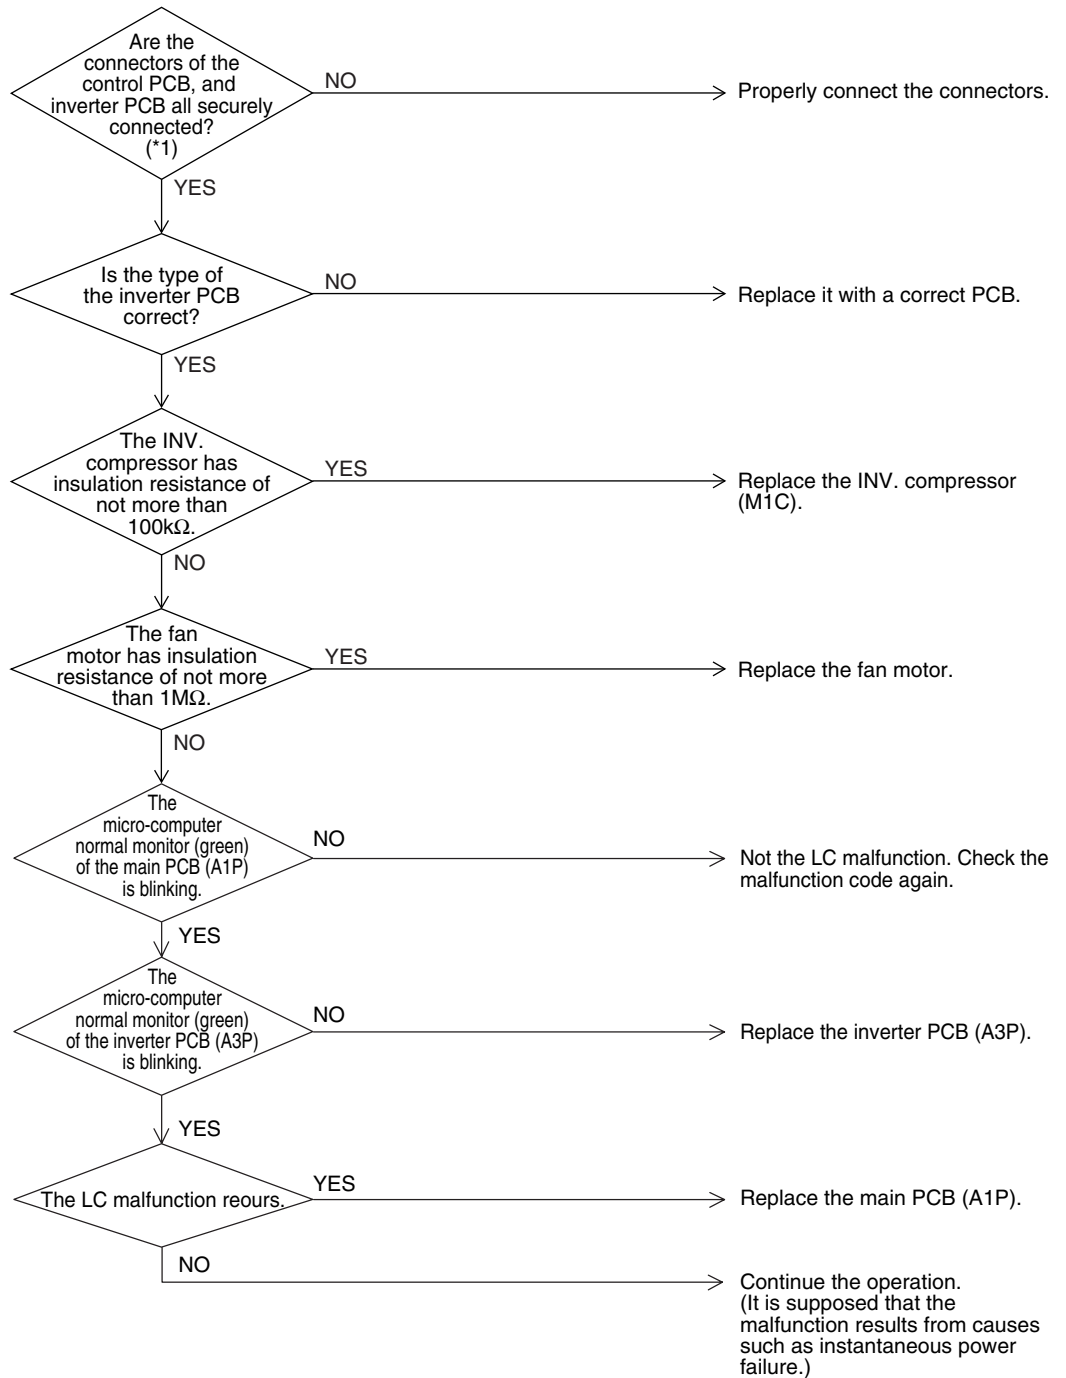 Are the
connectors of the
control PCB, and
inverter PCB all securely
connected?
(*1)
NO
Properly connect the connectors.
YES
Is the type of
the inverter PCB
correct?
NO
Replace it with a correct PCB.
YES
The INV.
compressor has
insulation resistance of
not more than
100kΩ.
YES
Replace the INV. compressor
(M1C).
NO
The fan
motor has insulation
resistance of not more
than 1MΩ.
YES
Replace the fan motor.
NO
The
micro-computer
normal monitor (green)
of the main PCB (A1P)
is blinking.
NO
Not the LC malfunction. Check the
malfunction code again.
YES
The
micro-computer
normal monitor (green)
of the inverter PCB (A3P)
is blinking.
NO
Replace the inverter PCB (A3P).
YES
The LC malfunction reours.
YES
Replace the main PCB (A1P).
NO
Continue the operation.
(It is supposed that the
malfunction results from causes
such as instantaneous power
failure.)